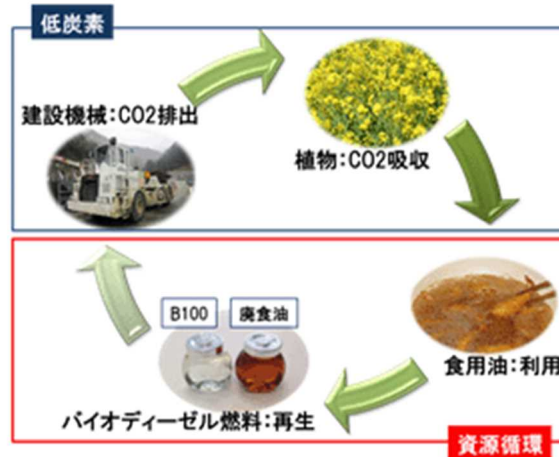 低炭素
建設機械:CO2排出
植物:CO2吸収
B100
廃食油
食用油:利用
バイオディーゼル燃料:再生
資源循環